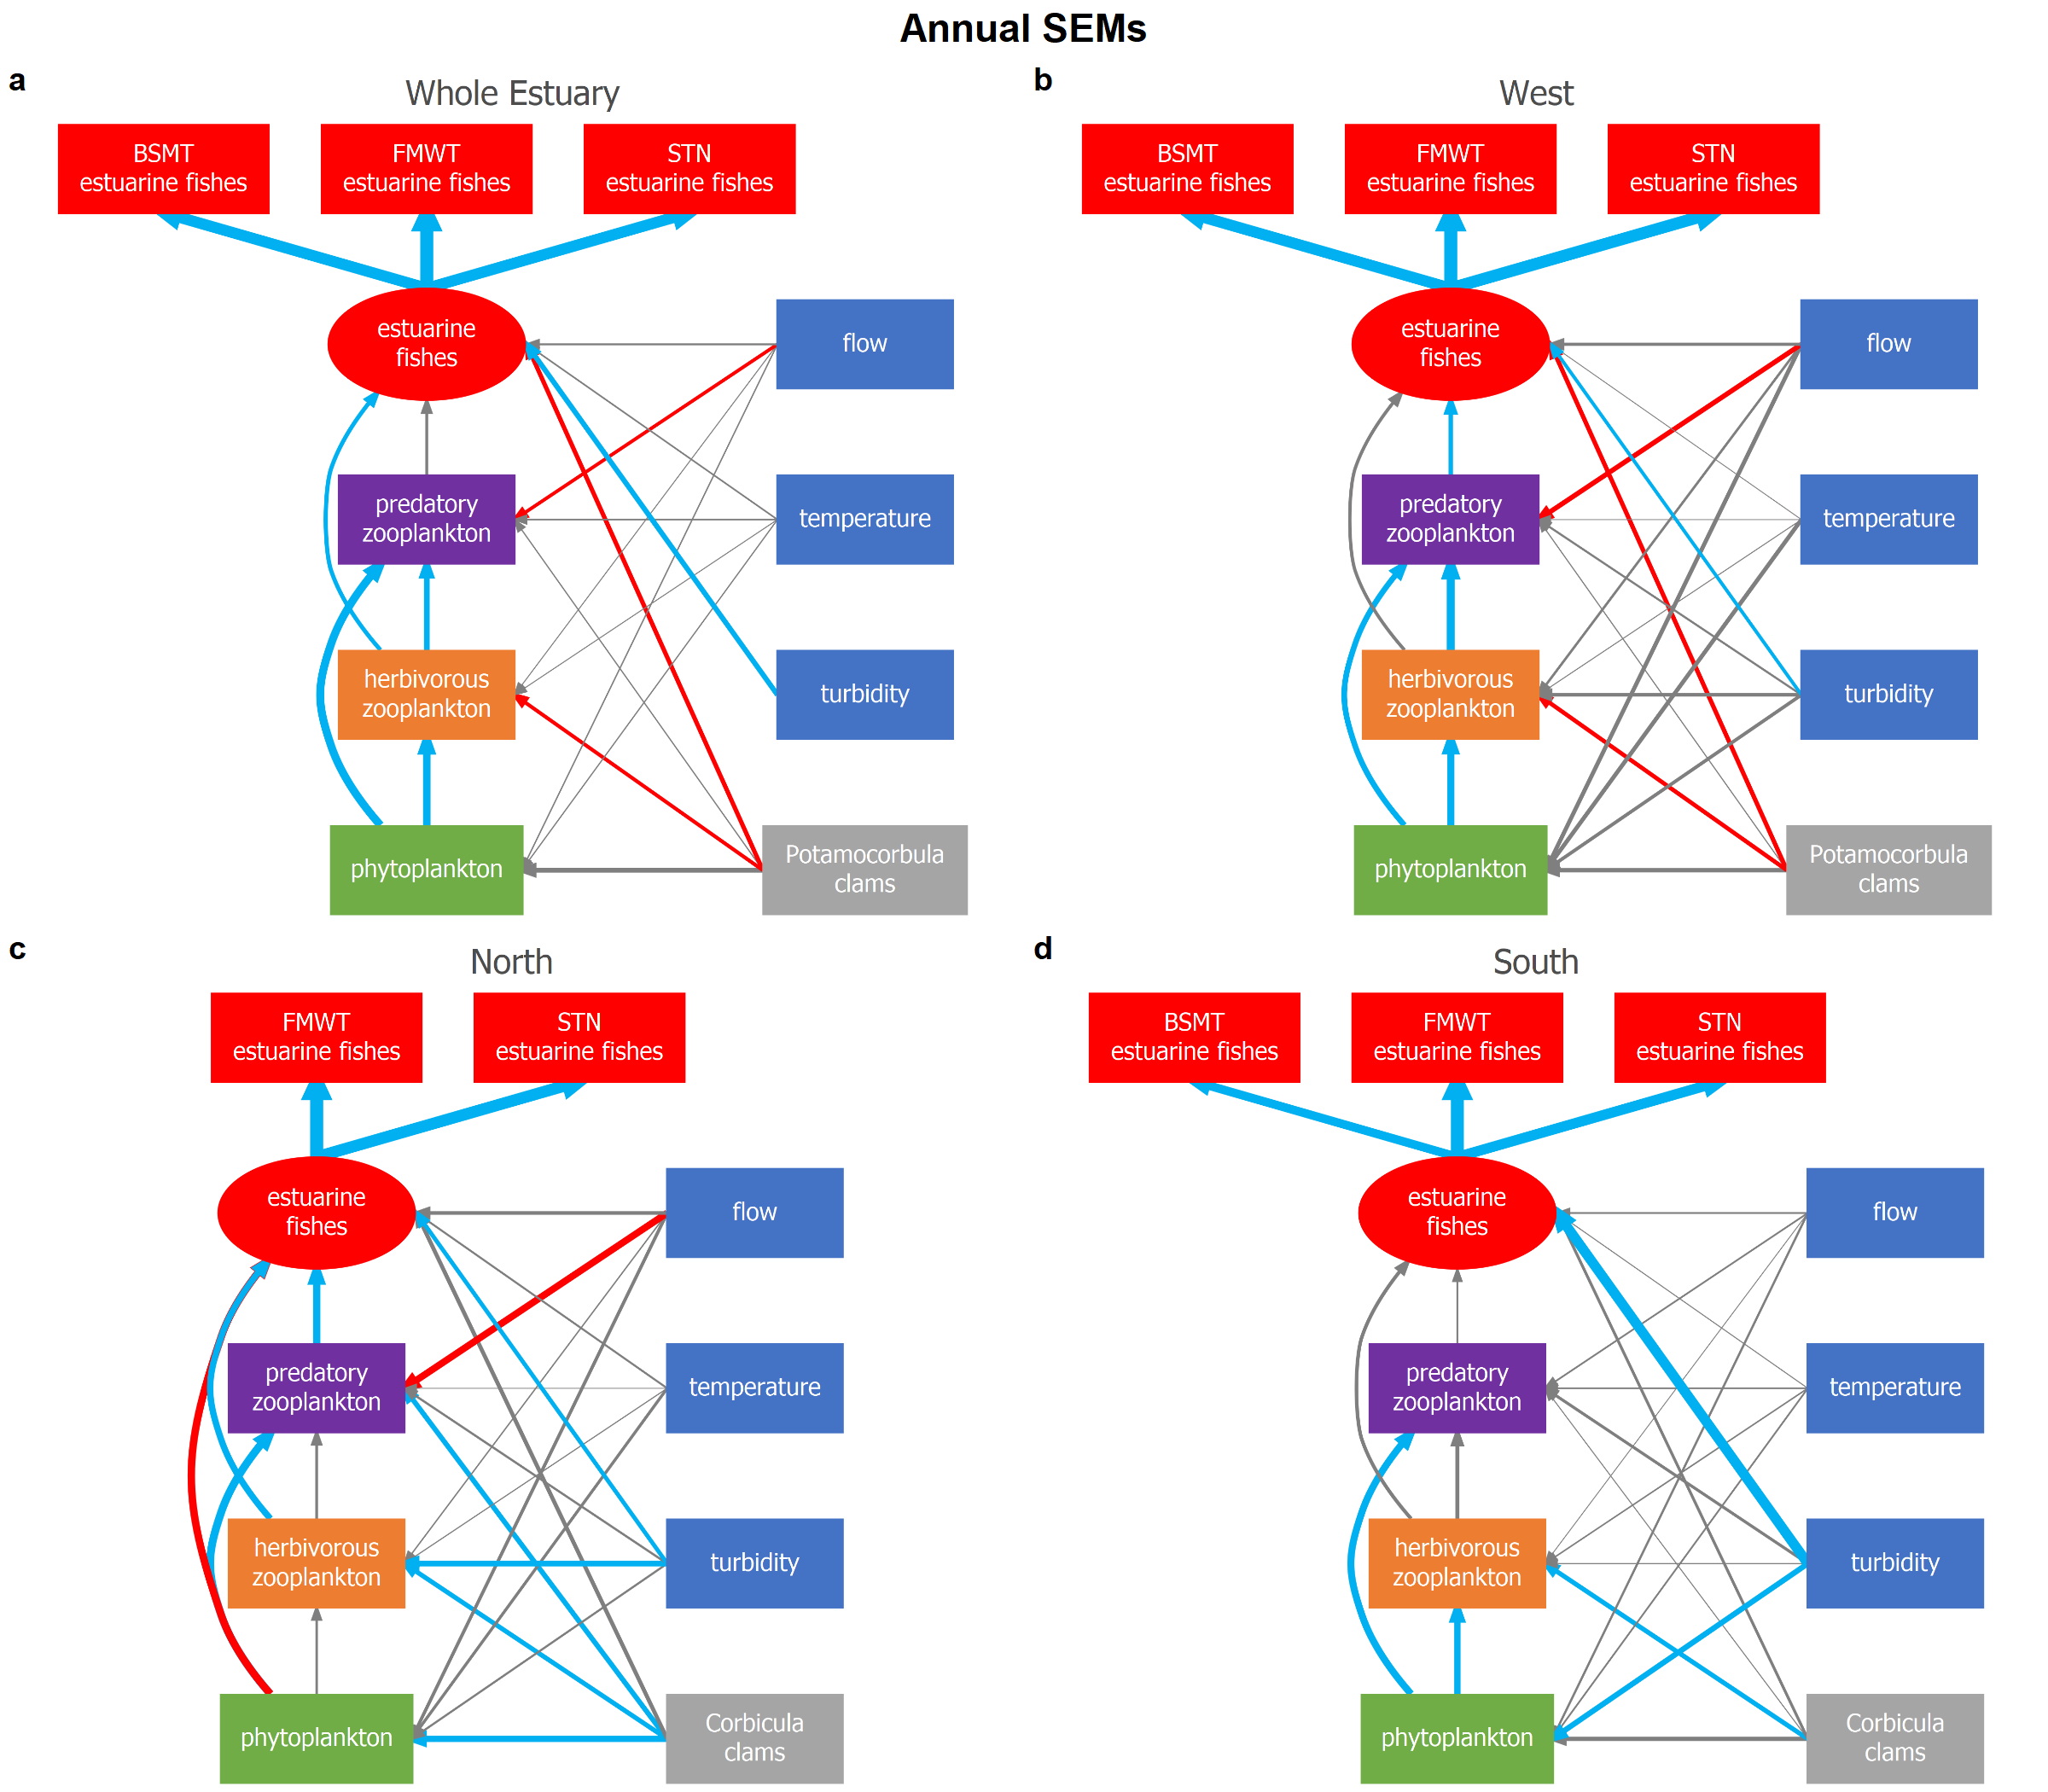 Annual SEMs
a
Whole Estuary
BSMT
estuarine fishes
FMWT
estuarine fishes
STN
estuarine fishes
estuarine
fishes
flow
predatory
zooplankton
temperature
herbivorous
zooplankton
turbidity
phytoplankton
Potamocorbula
clams
b
West
BSMT
estuarine fishes
FMWT
estuarine fishes
STN
estuarine fishes
estuarine
fishes
flow
predatory
zooplankton
temperature
herbivorous
zooplankton
turbidity
phytoplankton
Potamocorbula
clams
c
North
FMWT
estuarine fishes
STN
estuarine fishes
estuarine
fishes
flow
predatory
zooplankton
temperature
herbivorous
zooplankton
turbidity
phytoplankton
Corbicula
clams
d
South
BSMT
estuarine fishes
FMWT
estuarine fishes
STN
estuarine fishes
estuarine
fishes
flow
predatory
zooplankton
temperature
herbivorous
zooplankton
turbidity
phytoplankton
Corbicula
clams